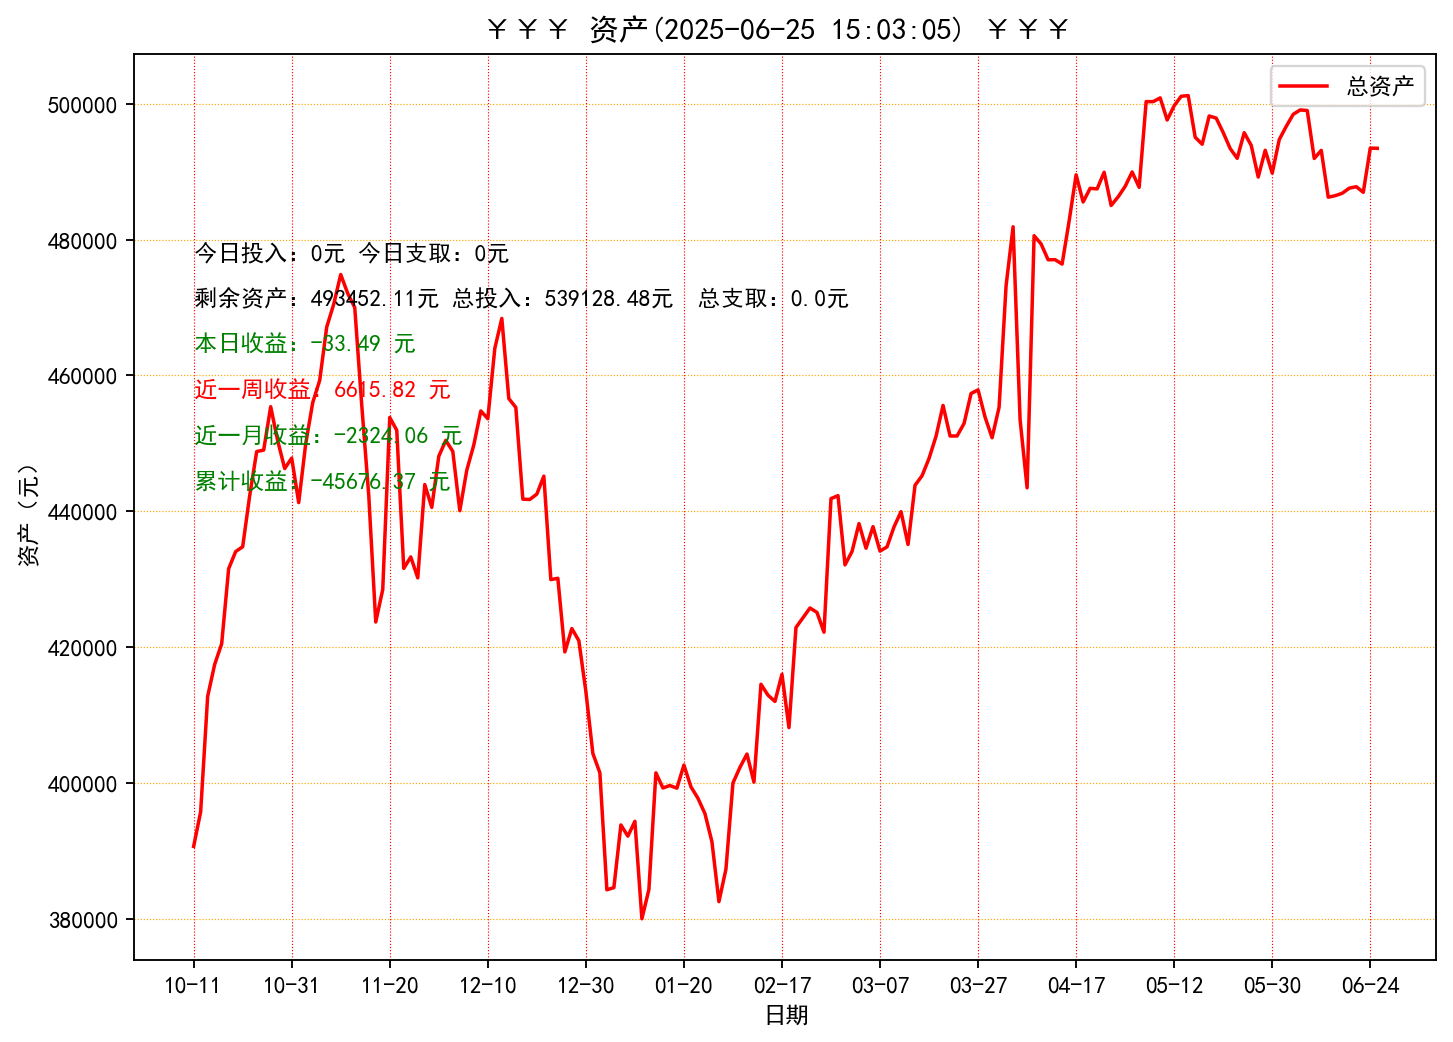 ￥￥￥ 资产(2025-06-25 15:03:05) ￥￥￥
总资产
500000
480000
460000
440000
420000
400000
380000
资产（元）
今日投入：0元 今日支取：0元
剩余资产：493452.11元 总投入：539128.48元  总支取：0.0元
本日收益：-33.49 元
近一周收益：6615.82 元
近一月收益：-2324.06 元
累计收益：-45676.37 元
10-11 10-31 11-20 12-10 12-30 01-20 02-17 03-07 03-27 04-17 05-12 05-30 06-24
日期